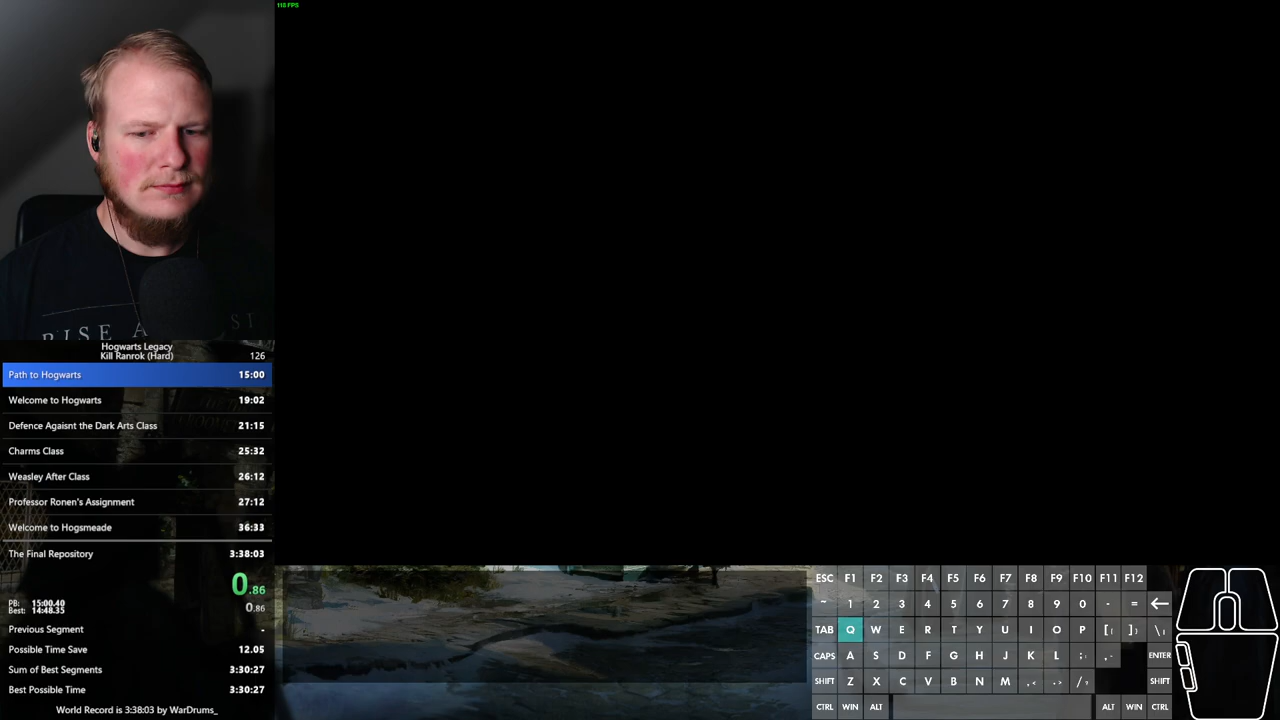 118 FPS
RISE A ST
Hogwarts Legacy
Kill Ranrok (Hard) 126
Path to Hogwarts 15:00
Welcome to Hogwarts 19:02
Defence Agaisnt the Dark Arts Class 21:15
Charms Class 25:32
Weasley After Class 26:12
Professor Ronen's Assignment 27:12
Welcome to Hogsmeade 36:33
The Final Repository 3:38:03
0.86
PB: 15:00.40 0.86
Best: 14:48.35
Previous Segment -
Possible Time Save 12.05
Sum of Best Segments 3:30:27
Best Possible Time 3:30:27
World Record is 3:38:03 by WarDrums_
ESC F1 F2 F3 F4 F5 F6 F7 F8 F9 F10 F11 F12
~ 1 2 3 4 5 6 7 8 9 0 - = ←
TAB Q W E R T Y U I O P [{ ]} \|
CAPS A S D F G H J K L ;: ,. ENTER
SHIFT Z X C V B N M ,< .> /? SHIFT
CTRL WIN ALT ALT WIN CTRL